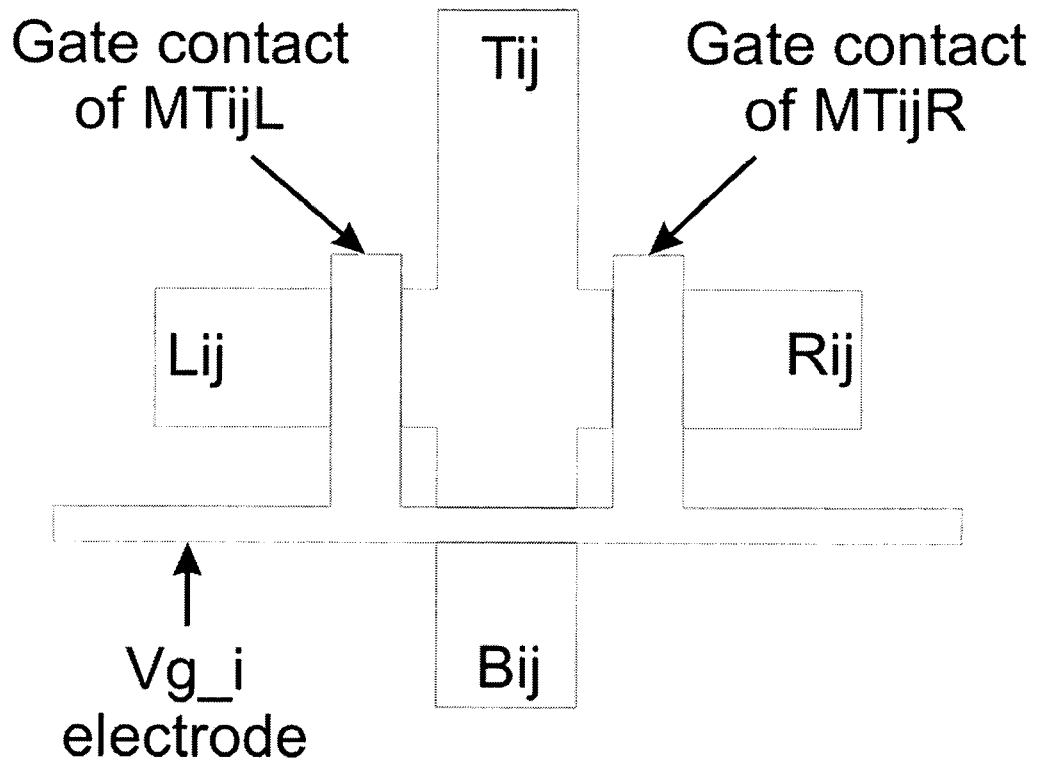 Gate contact
of MTijL
Tij
Gate contact
of MTijR
Lij
Rij
Vg_i
electrode
Bij